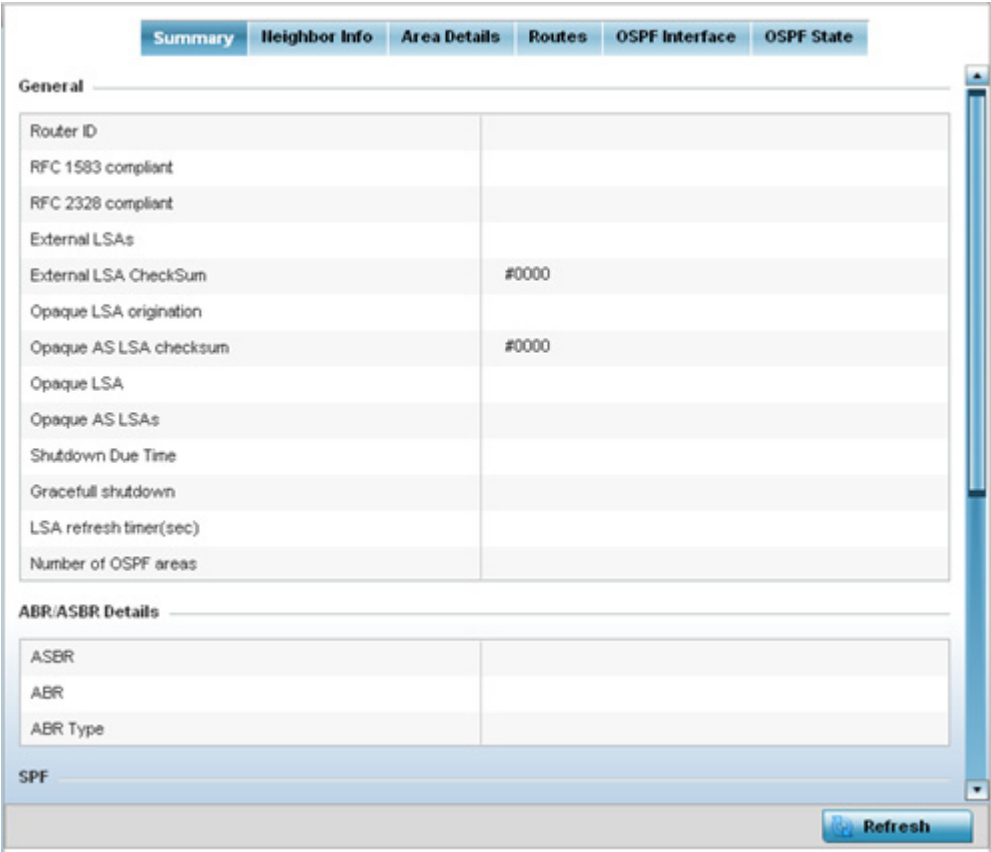 Summary Neighbor Info Area Details Routes OSPF Interface OSPF State
General
Router ID
RFC 1583 compliant
RFC 2328 compliant
External LSAs
External LSA CheckSum #0000
Opaque LSA origination
Opaque AS LSA checksum #0000
Opaque LSA
Opaque AS LSAs
Shutdown Due Time
Gracefull shutdown
LSA refresh timer(sec)
Number of OSPF areas
ABR/ASBR Details
ASBR
ABR
ABR Type
SPF
Refresh